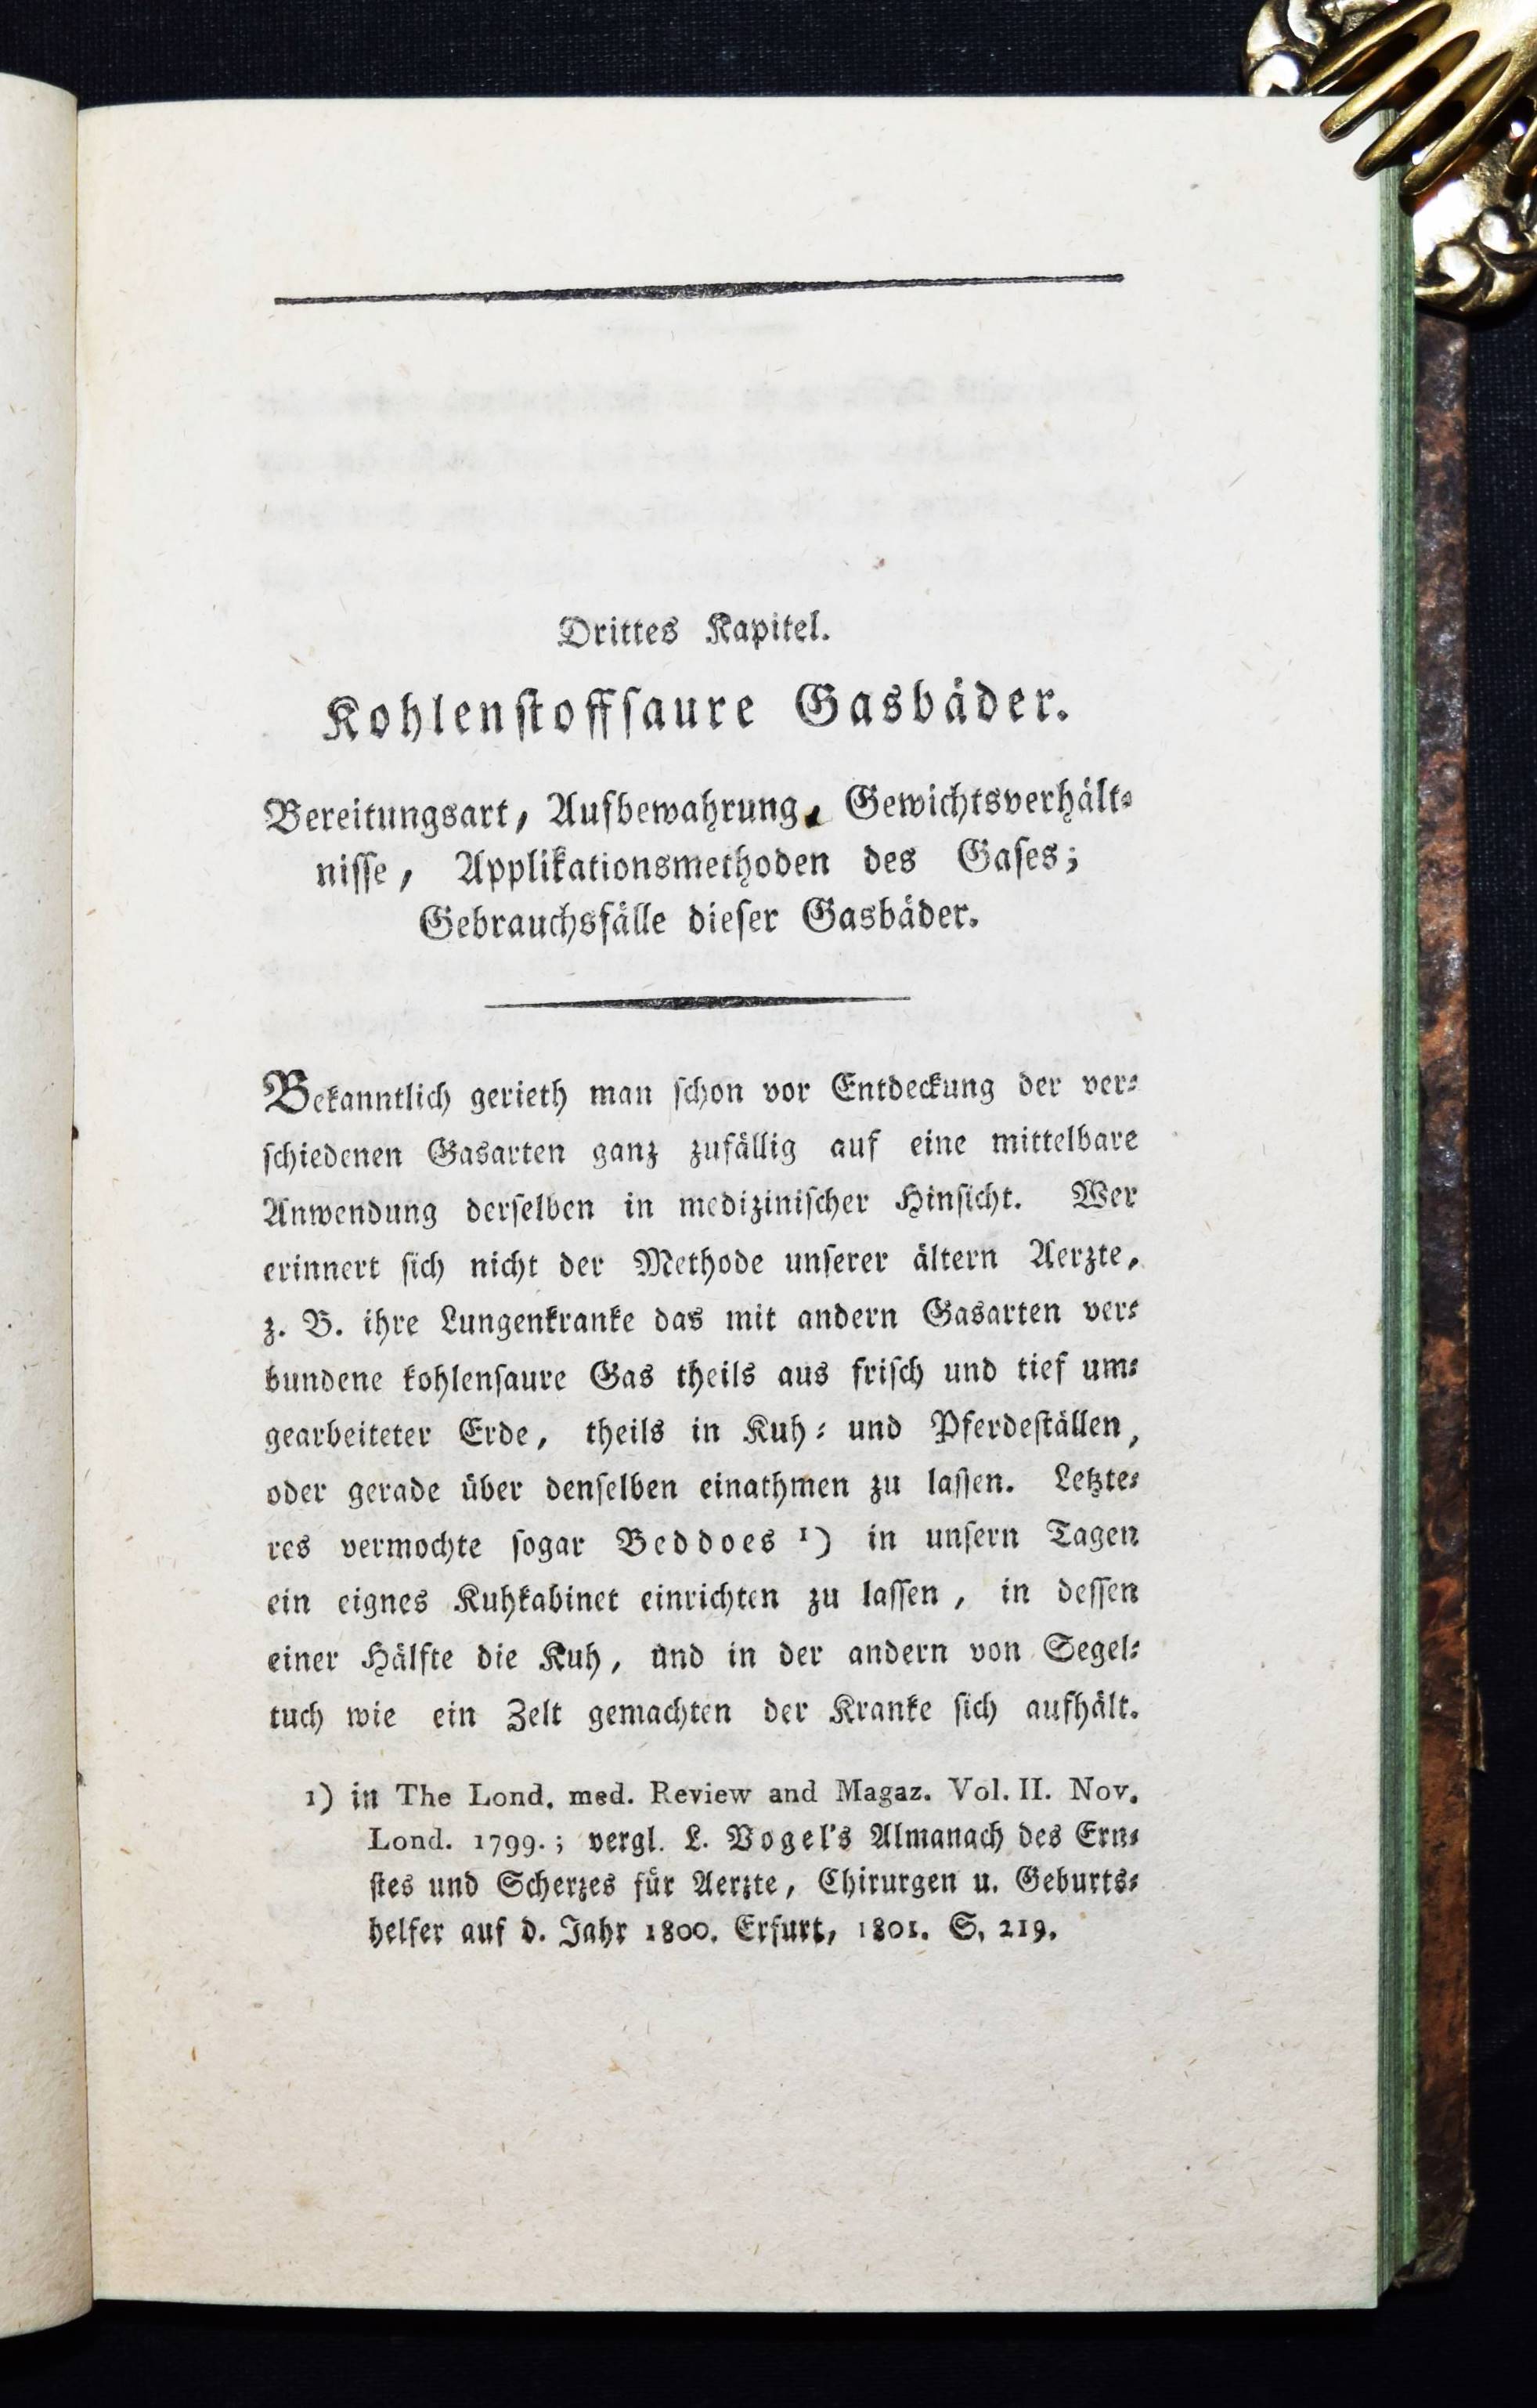 Drittes Kapitel.
Kohlenſtoffſaure Gasbäder.
Bereitungsart, Aufbewahrung, Gewichtsverhält⸗
niſſe, Applikationsmethoden des Gaſes;
Gebrauchsfälle dieſer Gasbäder.
Bekanntlich gerieth man ſchon vor Entdeckung der ver⸗
ſchiedenen Gasarten ganz zufällig auf eine mittelbare
Anwendung derſelben in mediziniſcher Hinſicht. Wer
erinnert ſich nicht der Methode unſerer ältern Aerzte,
z. B. ihre Lungenkranke das mit andern Gasarten ver⸗
bundene kohlenſaure Gas theils aus friſch und tief um⸗
gearbeiteter Erde, theils in Kuh⸗ und Pferdeſtällen,
oder gerade über denſelben einathmen zu laſſen. Letzte⸗
res vermochte ſogar Beddoes 1) in unſern Tagen
ein eignes Kuhkabinet einrichten zu laſſen, in deſſen
einer Hälfte die Kuh, und in der andern von Segel⸗
tuch wie ein Zelt gemachten der Kranke ſich aufhält.
1) in The Lond. med. Review and Magaz. Vol. II. Nov.
Lond. 1799.; vergl. L. Vogel's Almanach des Ern⸗
ſtes und Scherzes für Aerzte, Chirurgen u. Geburts⸗
helfer auf d. Jahr 1800. Erfurt, 1801. S. 219.